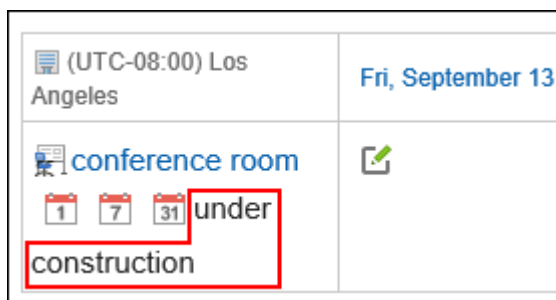 (UTC-08:00) Los
Angeles
Fri, September 13
conference room
1 7 31 under
construction